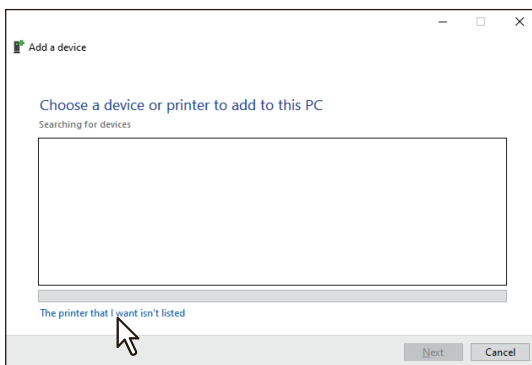 Add a device
Choose a device or printer to add to this PC
Searching for devices
The printer that I want isn't listed
Next
Cancel